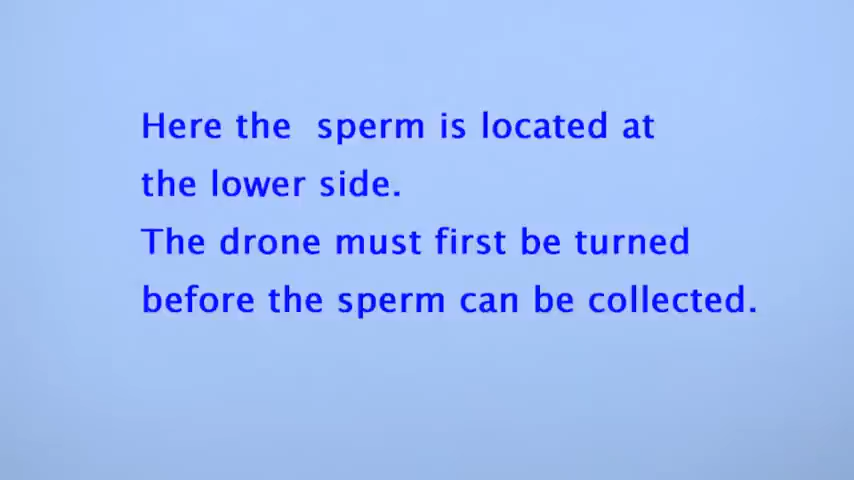 Here the  sperm is located at
the lower side.
The drone must first be turned
before the sperm can be collected.